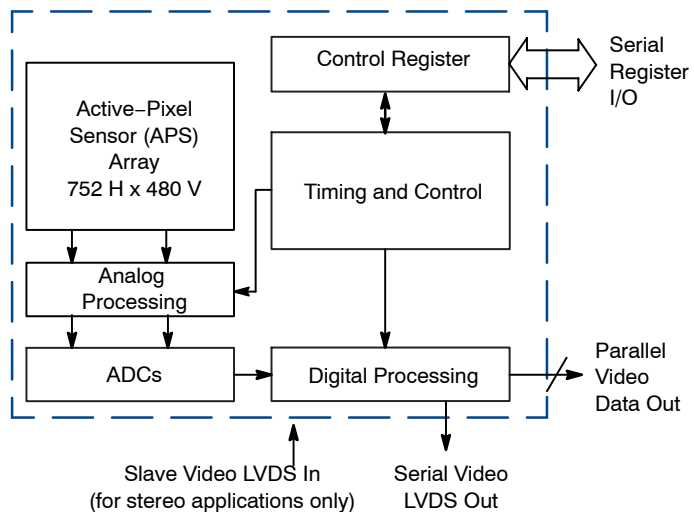 Control Register
Serial
Register
I/O
Active−Pixel
Sensor (APS)
Array
752 H x 480 V
Timing and Control
Analog
Processing
ADCs
Digital Processing
Parallel
Video
Data Out
Slave Video LVDS In
(for stereo applications only)
Serial Video
LVDS Out